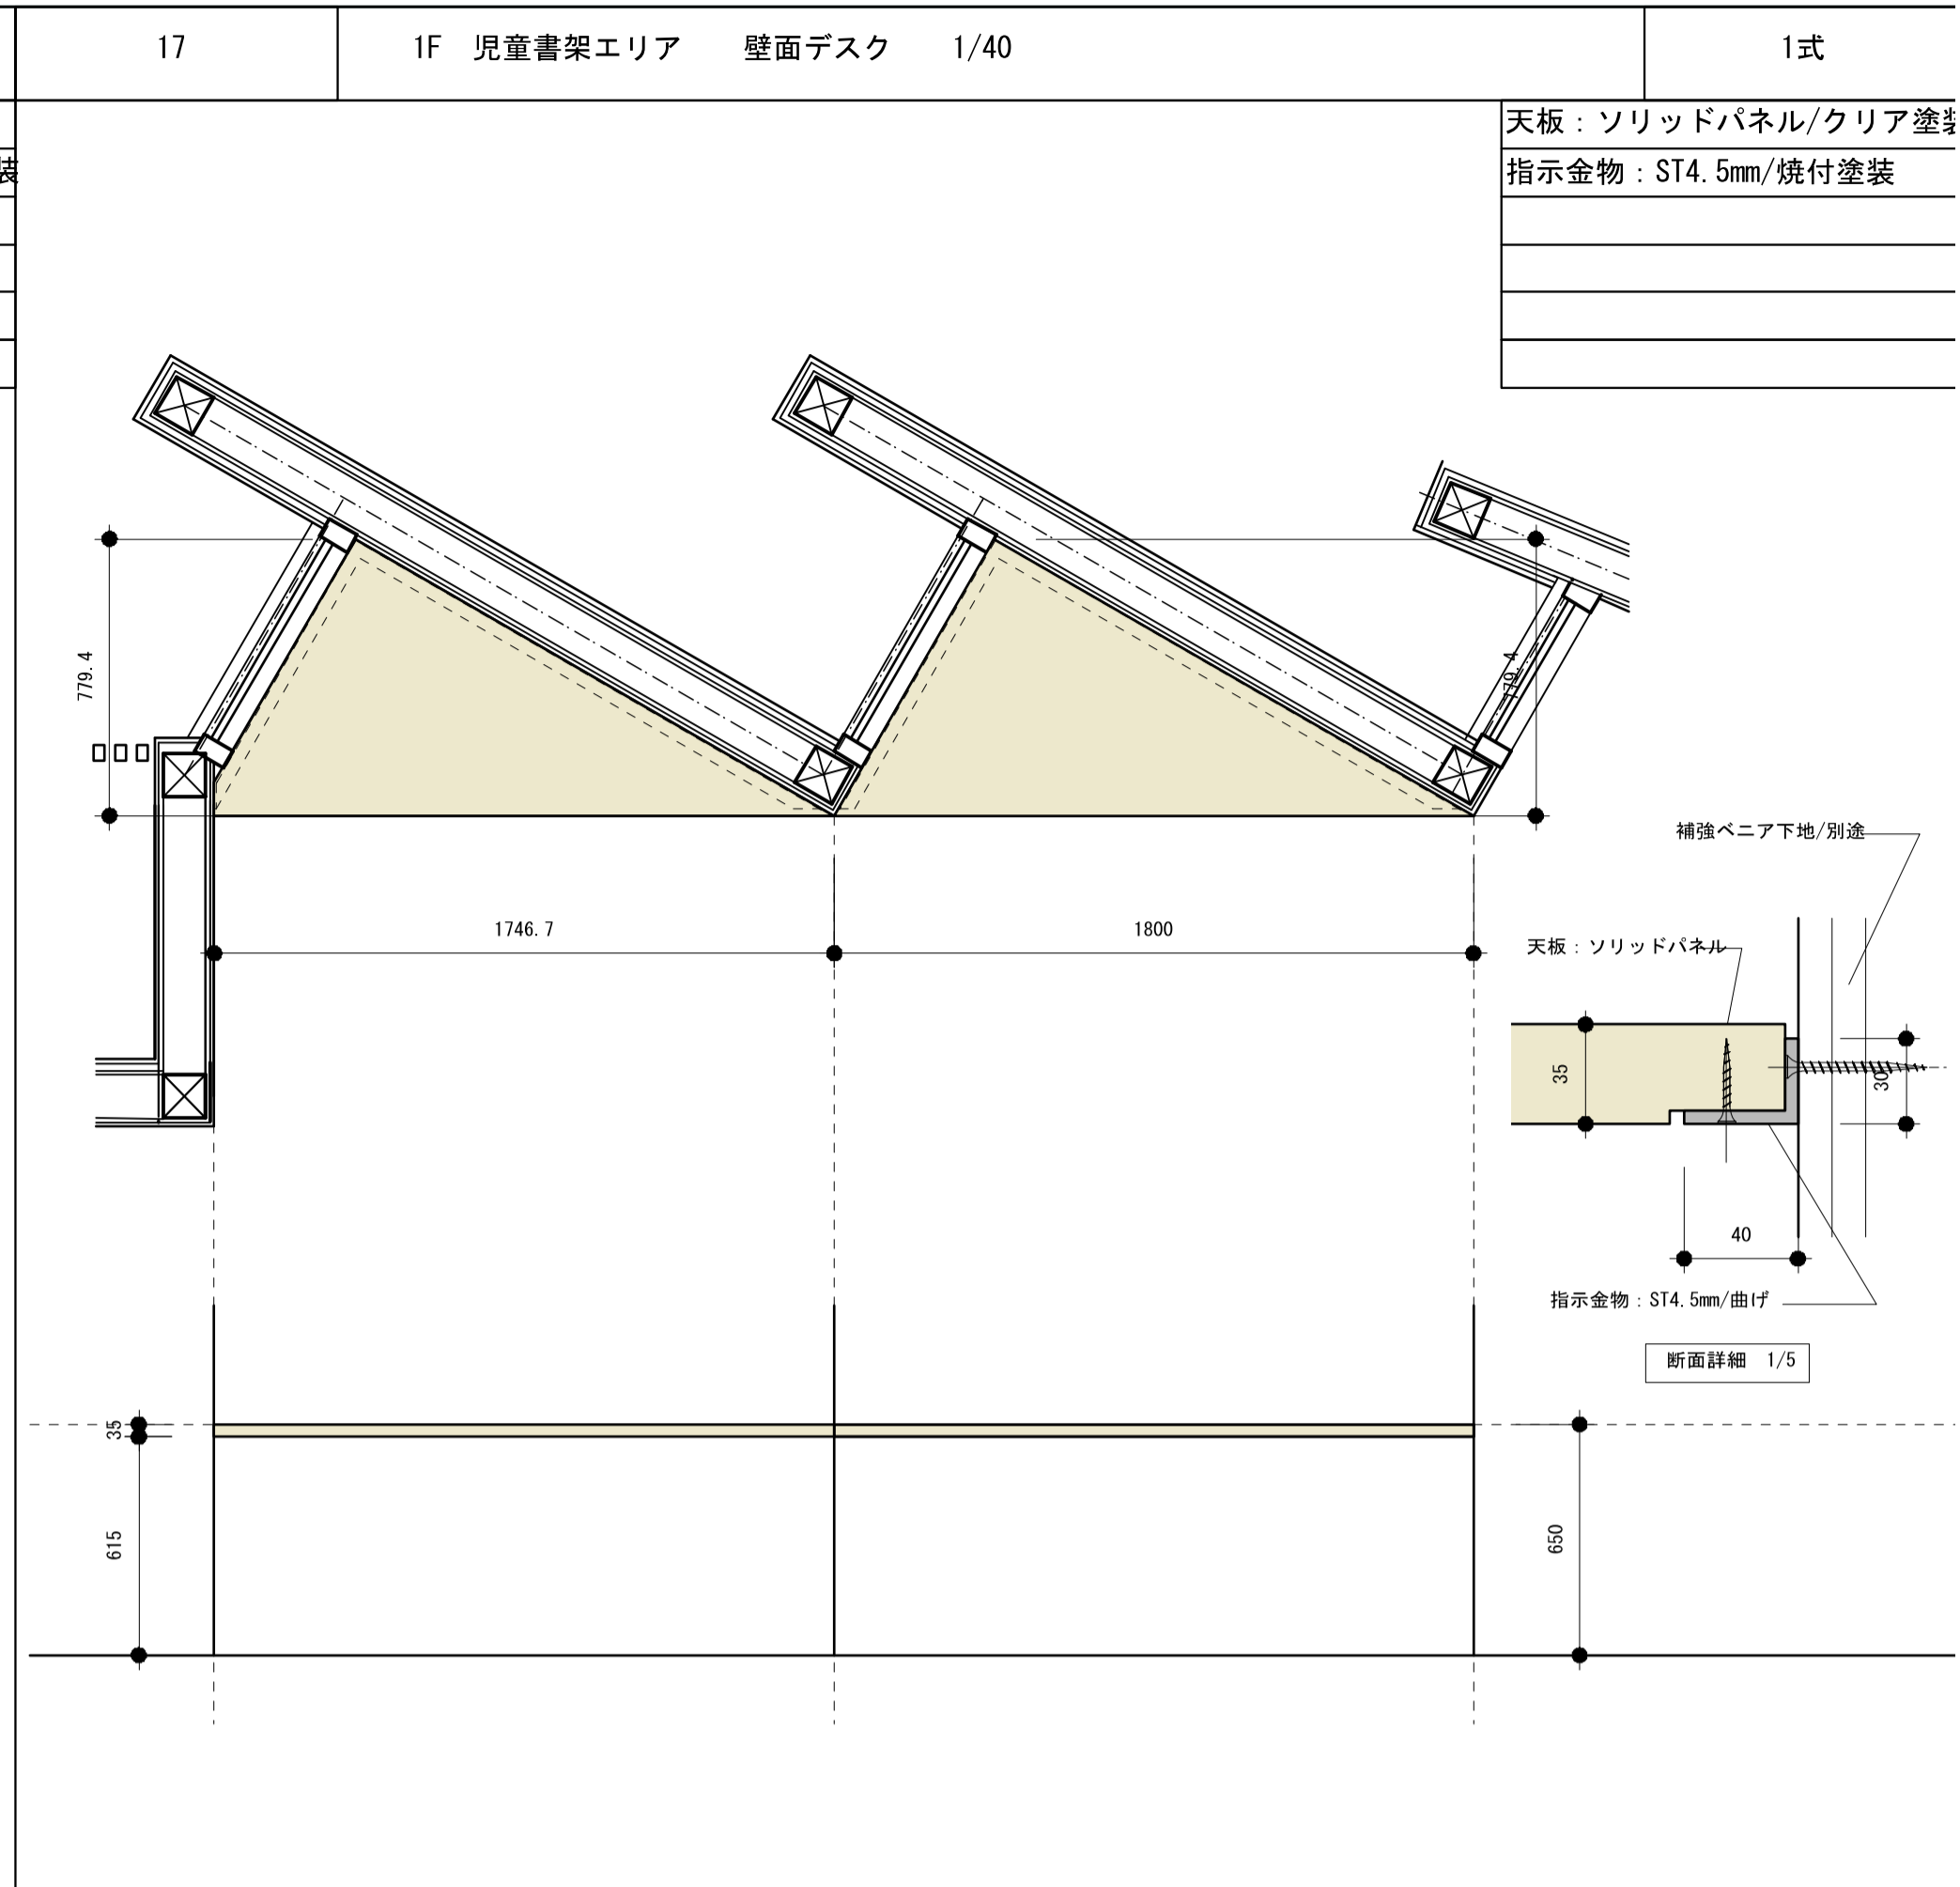 17
1F 児童書架エリア 壁面デスク 1/40
1式
天板:ソリッドパネル/クリア塗装
装
指示金物:ST4.5mm/焼付塗装
779.4
779.4
補強ベニア下地/別途
1746.7
1800
天板:ソリッドパネル
35
30
40
指示金物:ST4.5mm/曲げ
断面詳細 1/5
35
615
650